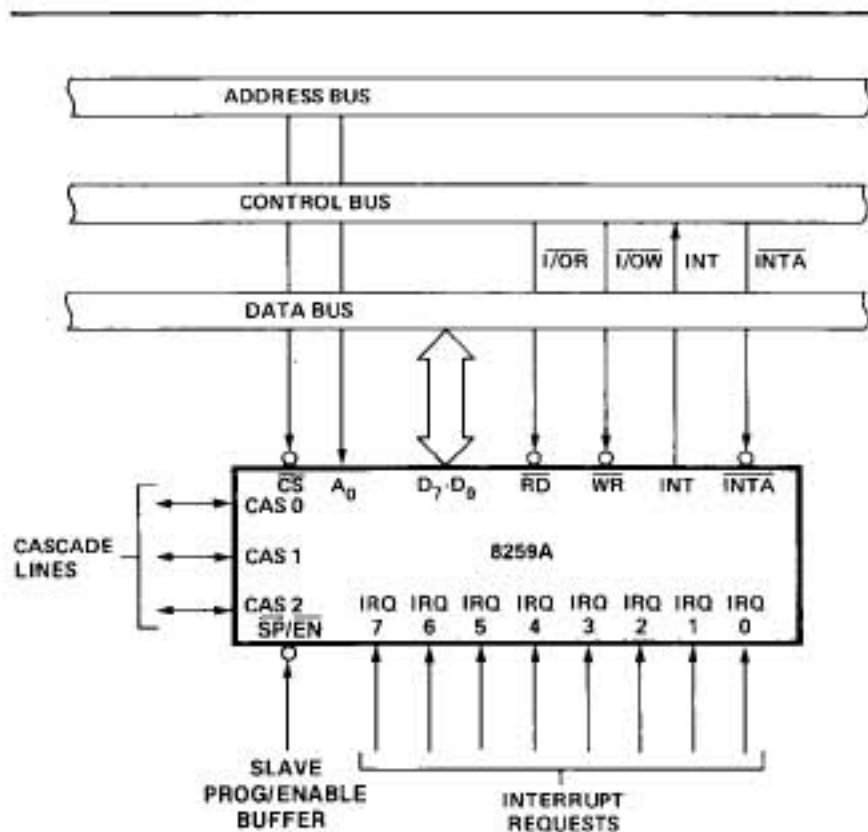 ADDRESS BUS
CONTROL BUS
I/OR I/OW INT INTA
DATA BUS
CS A0 D7-D0 RD WR INT INTA
CAS 0
CASCADE LINES
CAS 1
8259A
CAS 2
SP/EN
IRQ 7 IRQ 6 IRQ 5 IRQ 4 IRQ 3 IRQ 2 IRQ 1 IRQ 0
SLAVE
PROG/ENABLE
BUFFER
INTERRUPT
REQUESTS